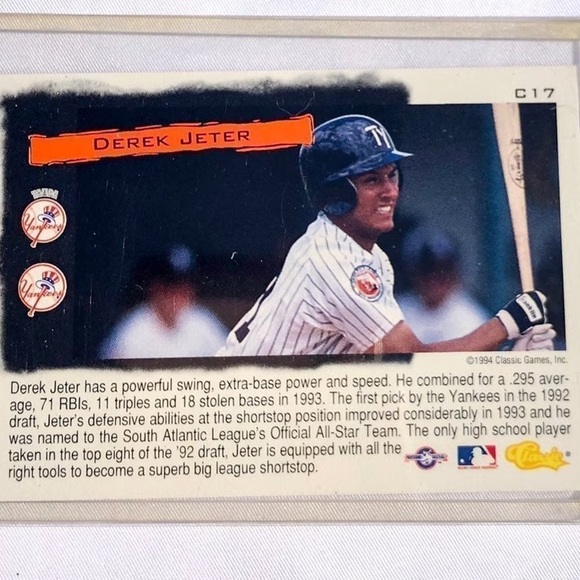 C17
DEREK JETER
TAMPA
Yankees
Yankees
TY
©1994 Classic Games, Inc.
Derek Jeter has a powerful swing, extra-base power and speed. He combined for a .295 aver-
age, 71 RBIs, 11 triples and 18 stolen bases in 1993. The first pick by the Yankees in the 1992
draft, Jeter's defensive abilities at the shortstop position improved considerably in 1993 and he
was named to the South Atlantic League's Official All-Star Team. The only high school player
taken in the top eight of the '92 draft, Jeter is equipped with all the
right tools to become a superb big league shortstop.
Classic®